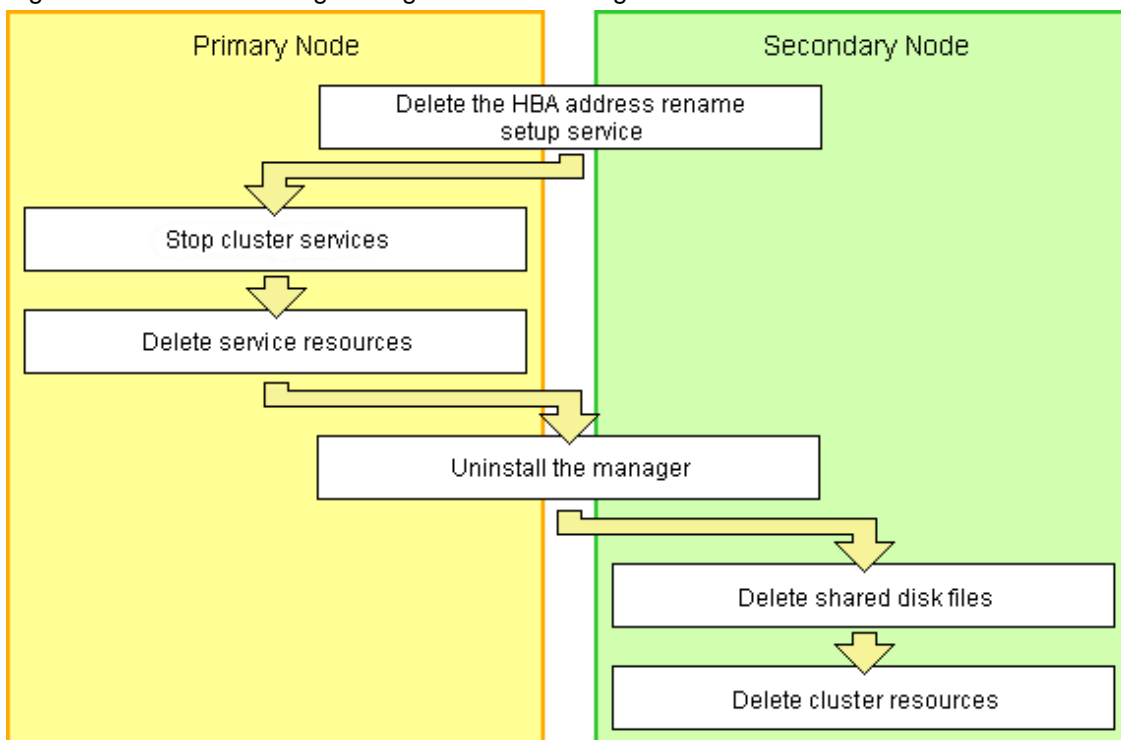 Primary Node
Secondary Node
Delete the HBA address rename
setup service
Stop cluster services
Delete service resources
Uninstall the manager
Delete shared disk files
Delete cluster resources